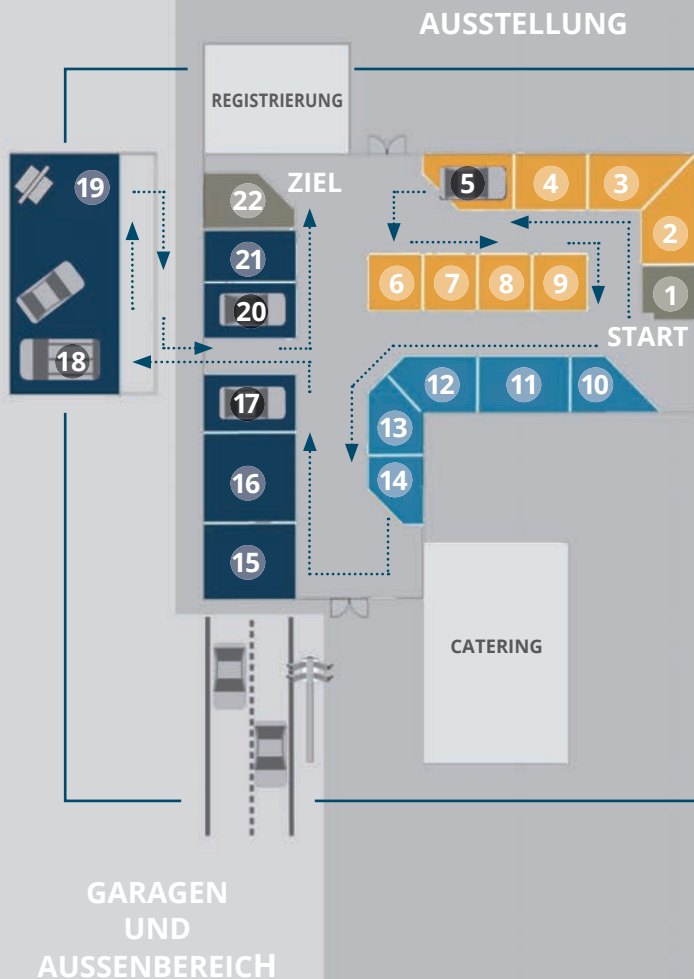 AUSSTELLUNG
REGISTRIERUNG
19
22
ZIEL
5
4
3
2
21
6
7
8
9
1
20
START
18
17
12
11
10
13
16
14
15
CATERING
GARAGEN
UND
AUSSENBEREICH